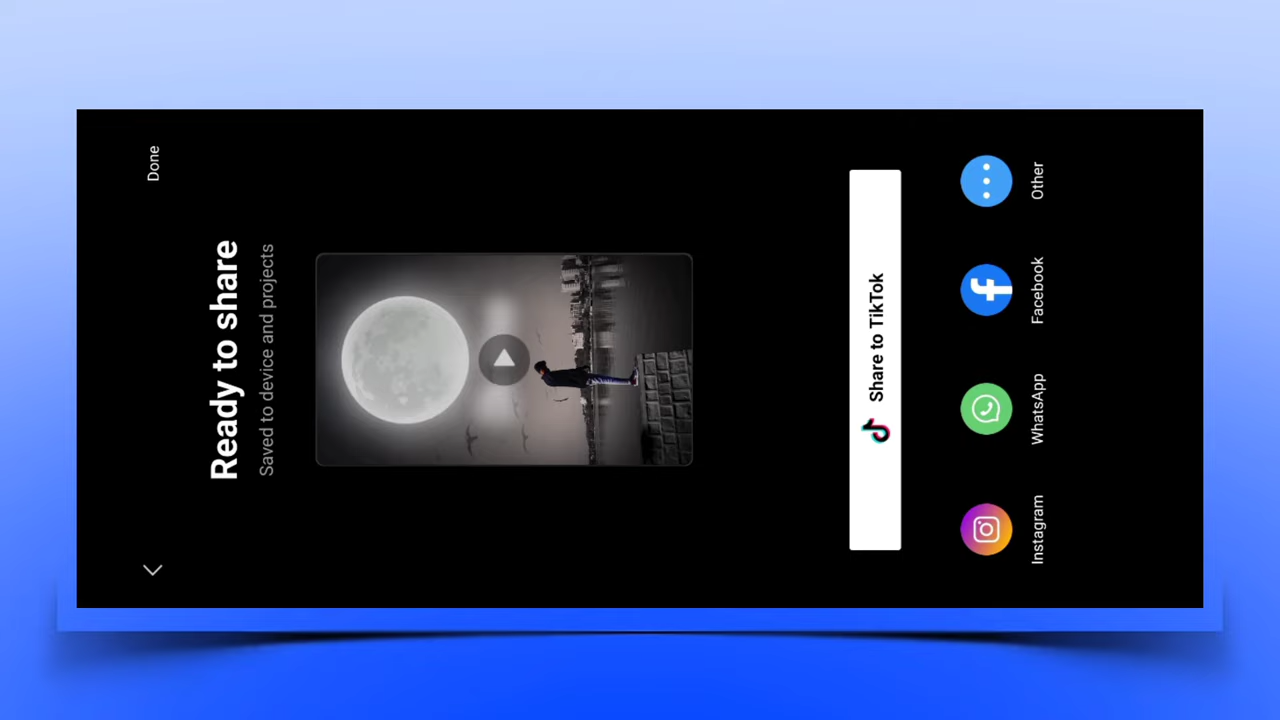 Done
Ready to share
Saved to device and projects
Share to TikTok
Instagram
WhatsApp
Facebook
Other